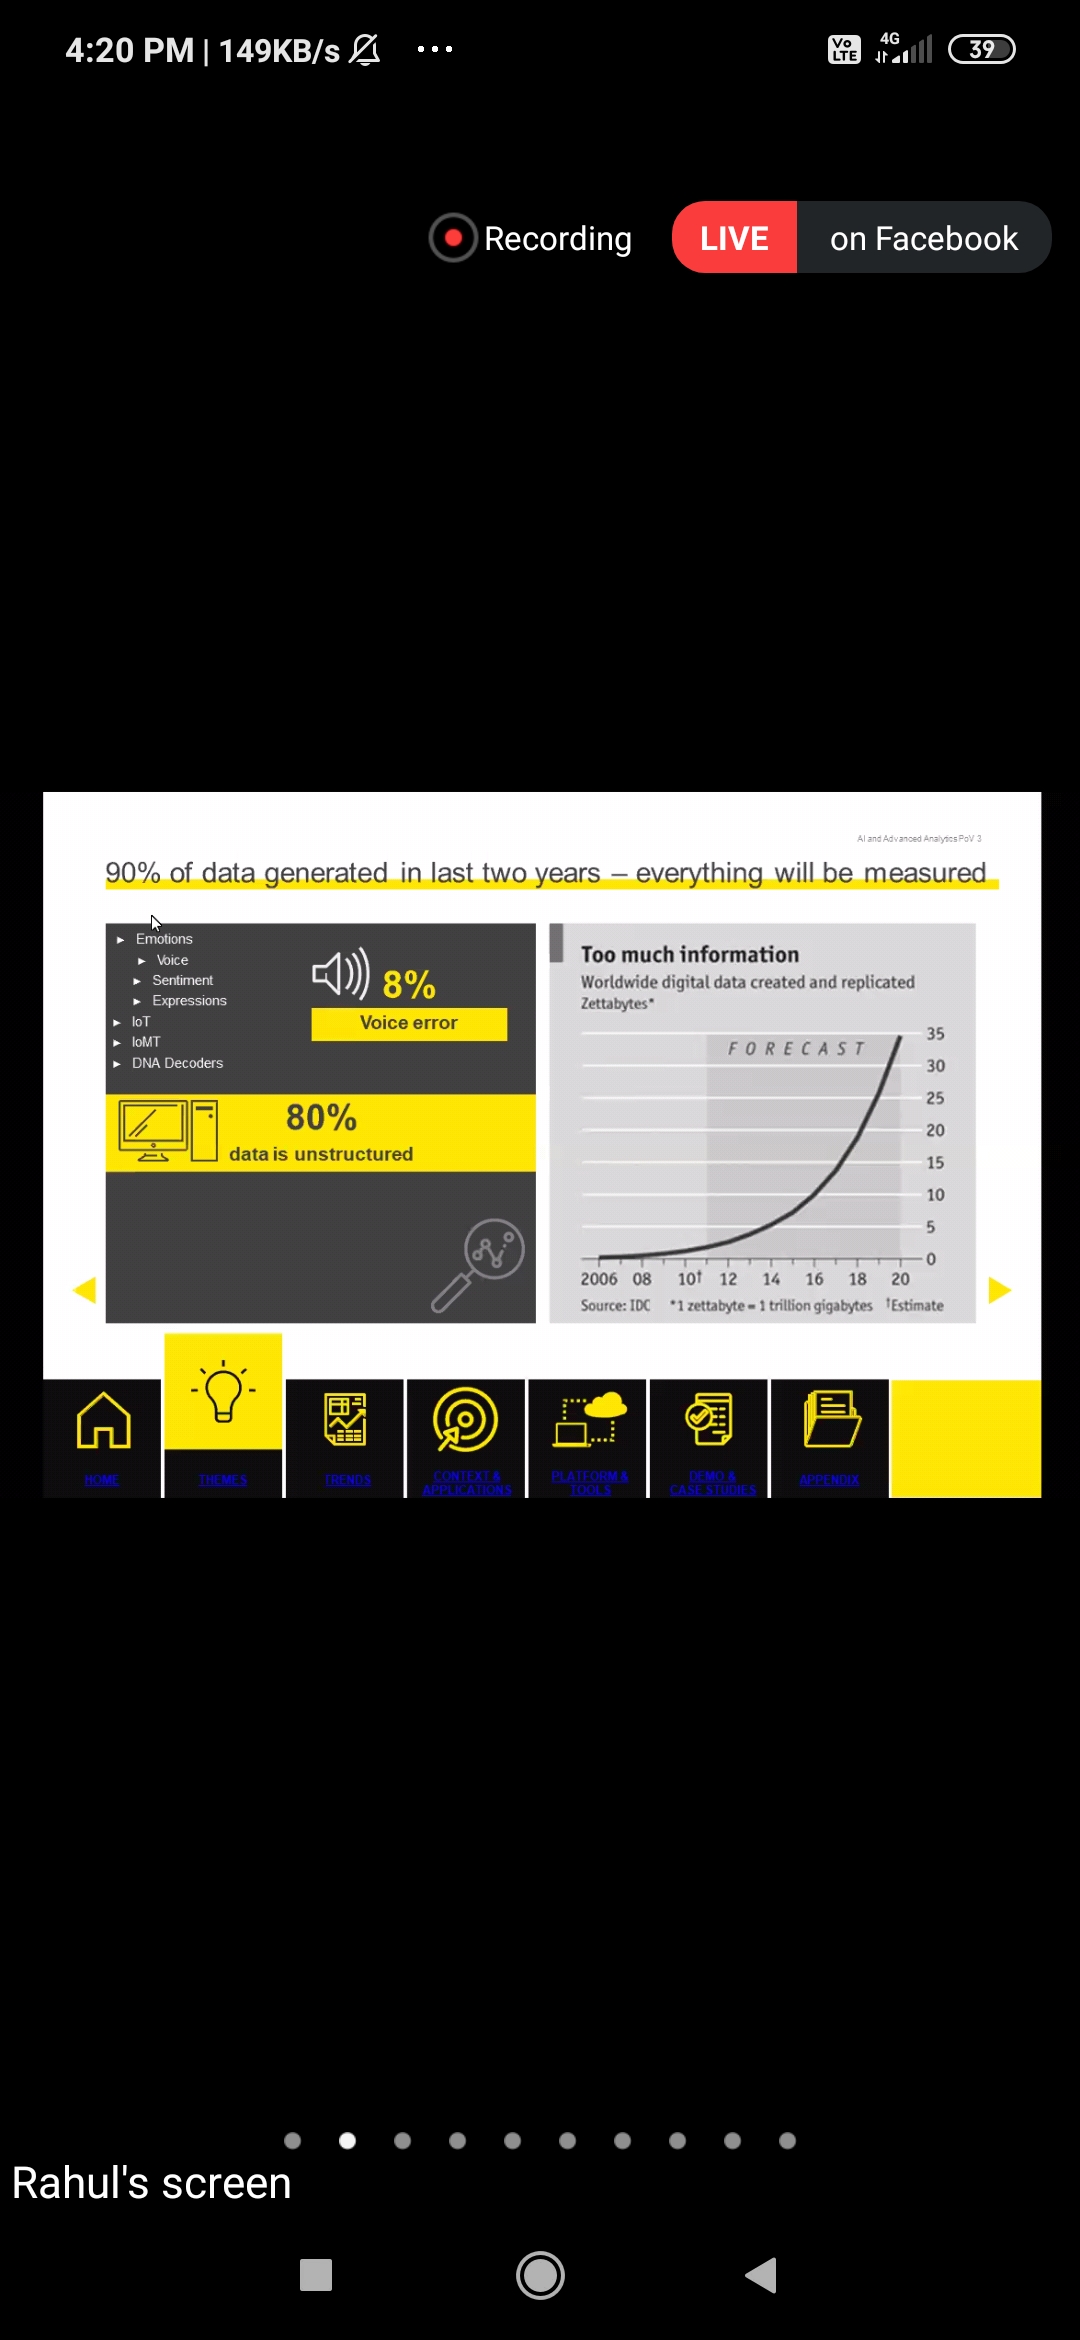 4:20 PM | 149KB/s
Vo LTE 4G 39
Recording LIVE on Facebook
AI and Advanced Analytics PoV 3
90% of data generated in last two years – everything will be measured
Emotions
Voice
Sentiment
Expressions
IoT
IoMT
DNA Decoders
8%
Voice error
80%
data is unstructured
Too much information
Worldwide digital data created and replicated
Zettabytes*
FORECAST
35
30
25
20
15
10
5
0
2006 08 10† 12 14 16 18 20
Source: IDC *1 zettabyte = 1 trillion gigabytes †Estimate
HOME
THEMES
TRENDS
CONTEXT &
APPLICATIONS
PLATFORM &
TOOLS
DEMO &
CASE STUDIES
APPENDIX
Rahul's screen